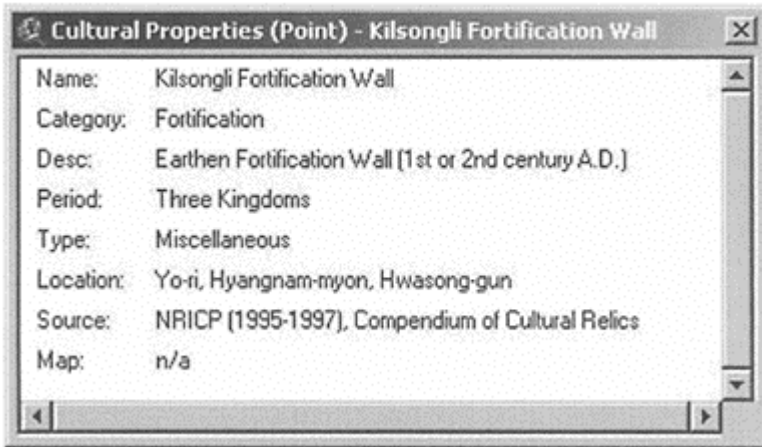 Cultural Properties (Point) - Kilsongli Fortification Wall
Name: Kilsongli Fortification Wall
Category: Fortification
Desc: Earthen Fortification Wall (1st or 2nd century A.D.)
Period: Three Kingdoms
Type: Miscellaneous
Location: Yo-ri, Hyangnam-myon, Hwasong-gun
Source: NRICP (1995-1997), Compendium of Cultural Relics
Map: n/a